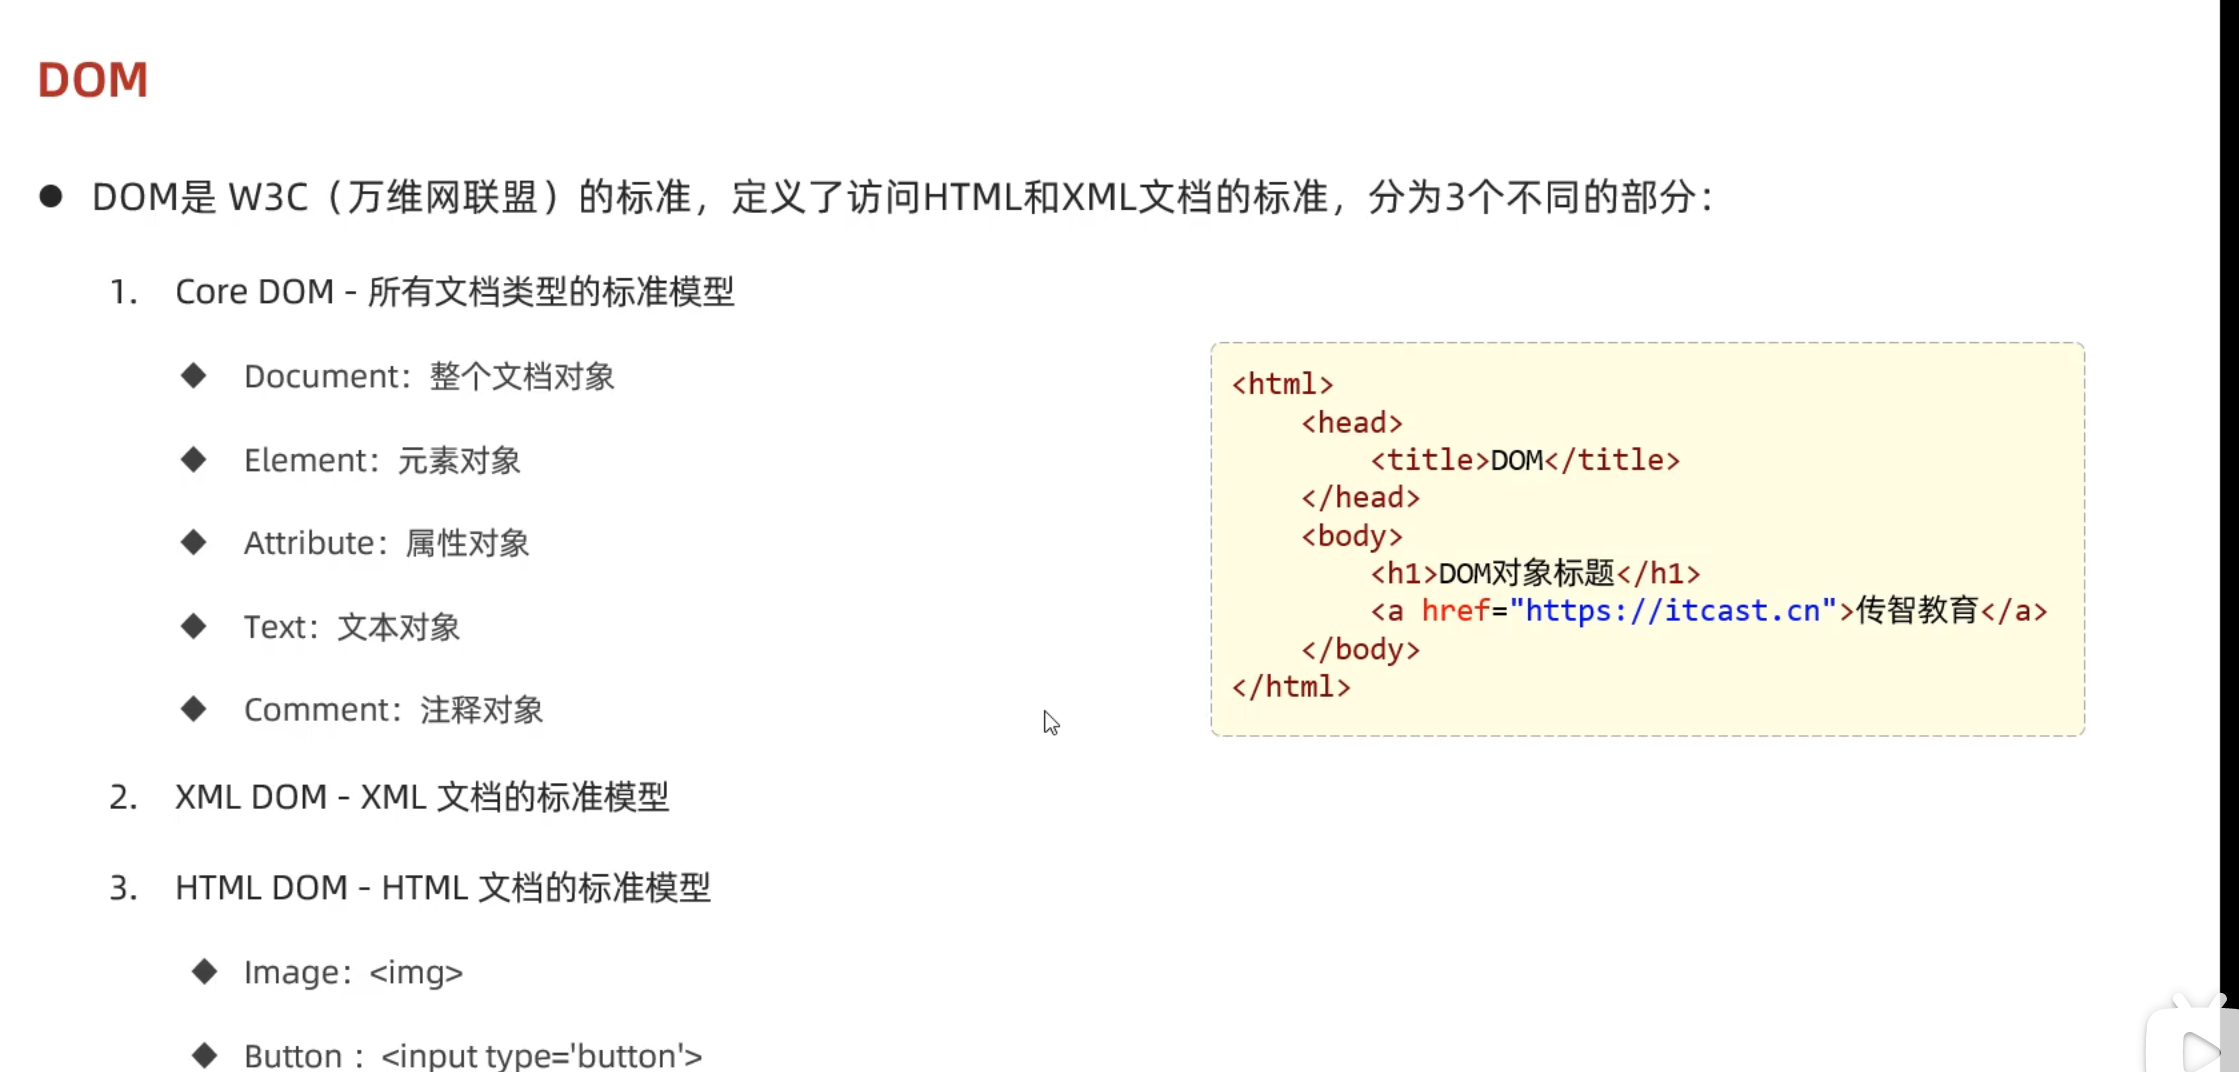 DOM
● DOM是 W3C（万维网联盟）的标准，定义了访问HTML和XML文档的标准，分为3个不同的部分：
1. Core DOM - 所有文档类型的标准模型
◆ Document：整个文档对象
◆ Element：元素对象
◆ Attribute：属性对象
◆ Text：文本对象
◆ Comment：注释对象
2. XML DOM - XML 文档的标准模型
3. HTML DOM - HTML 文档的标准模型
◆ Image：<img>
◆ Button ：<input type='button'>
<html>
<head>
<title>DOM</title>
</head>
<body>
<h1>DOM对象标题</h1>
<a href="https://itcast.cn">传智教育</a>
</body>
</html>